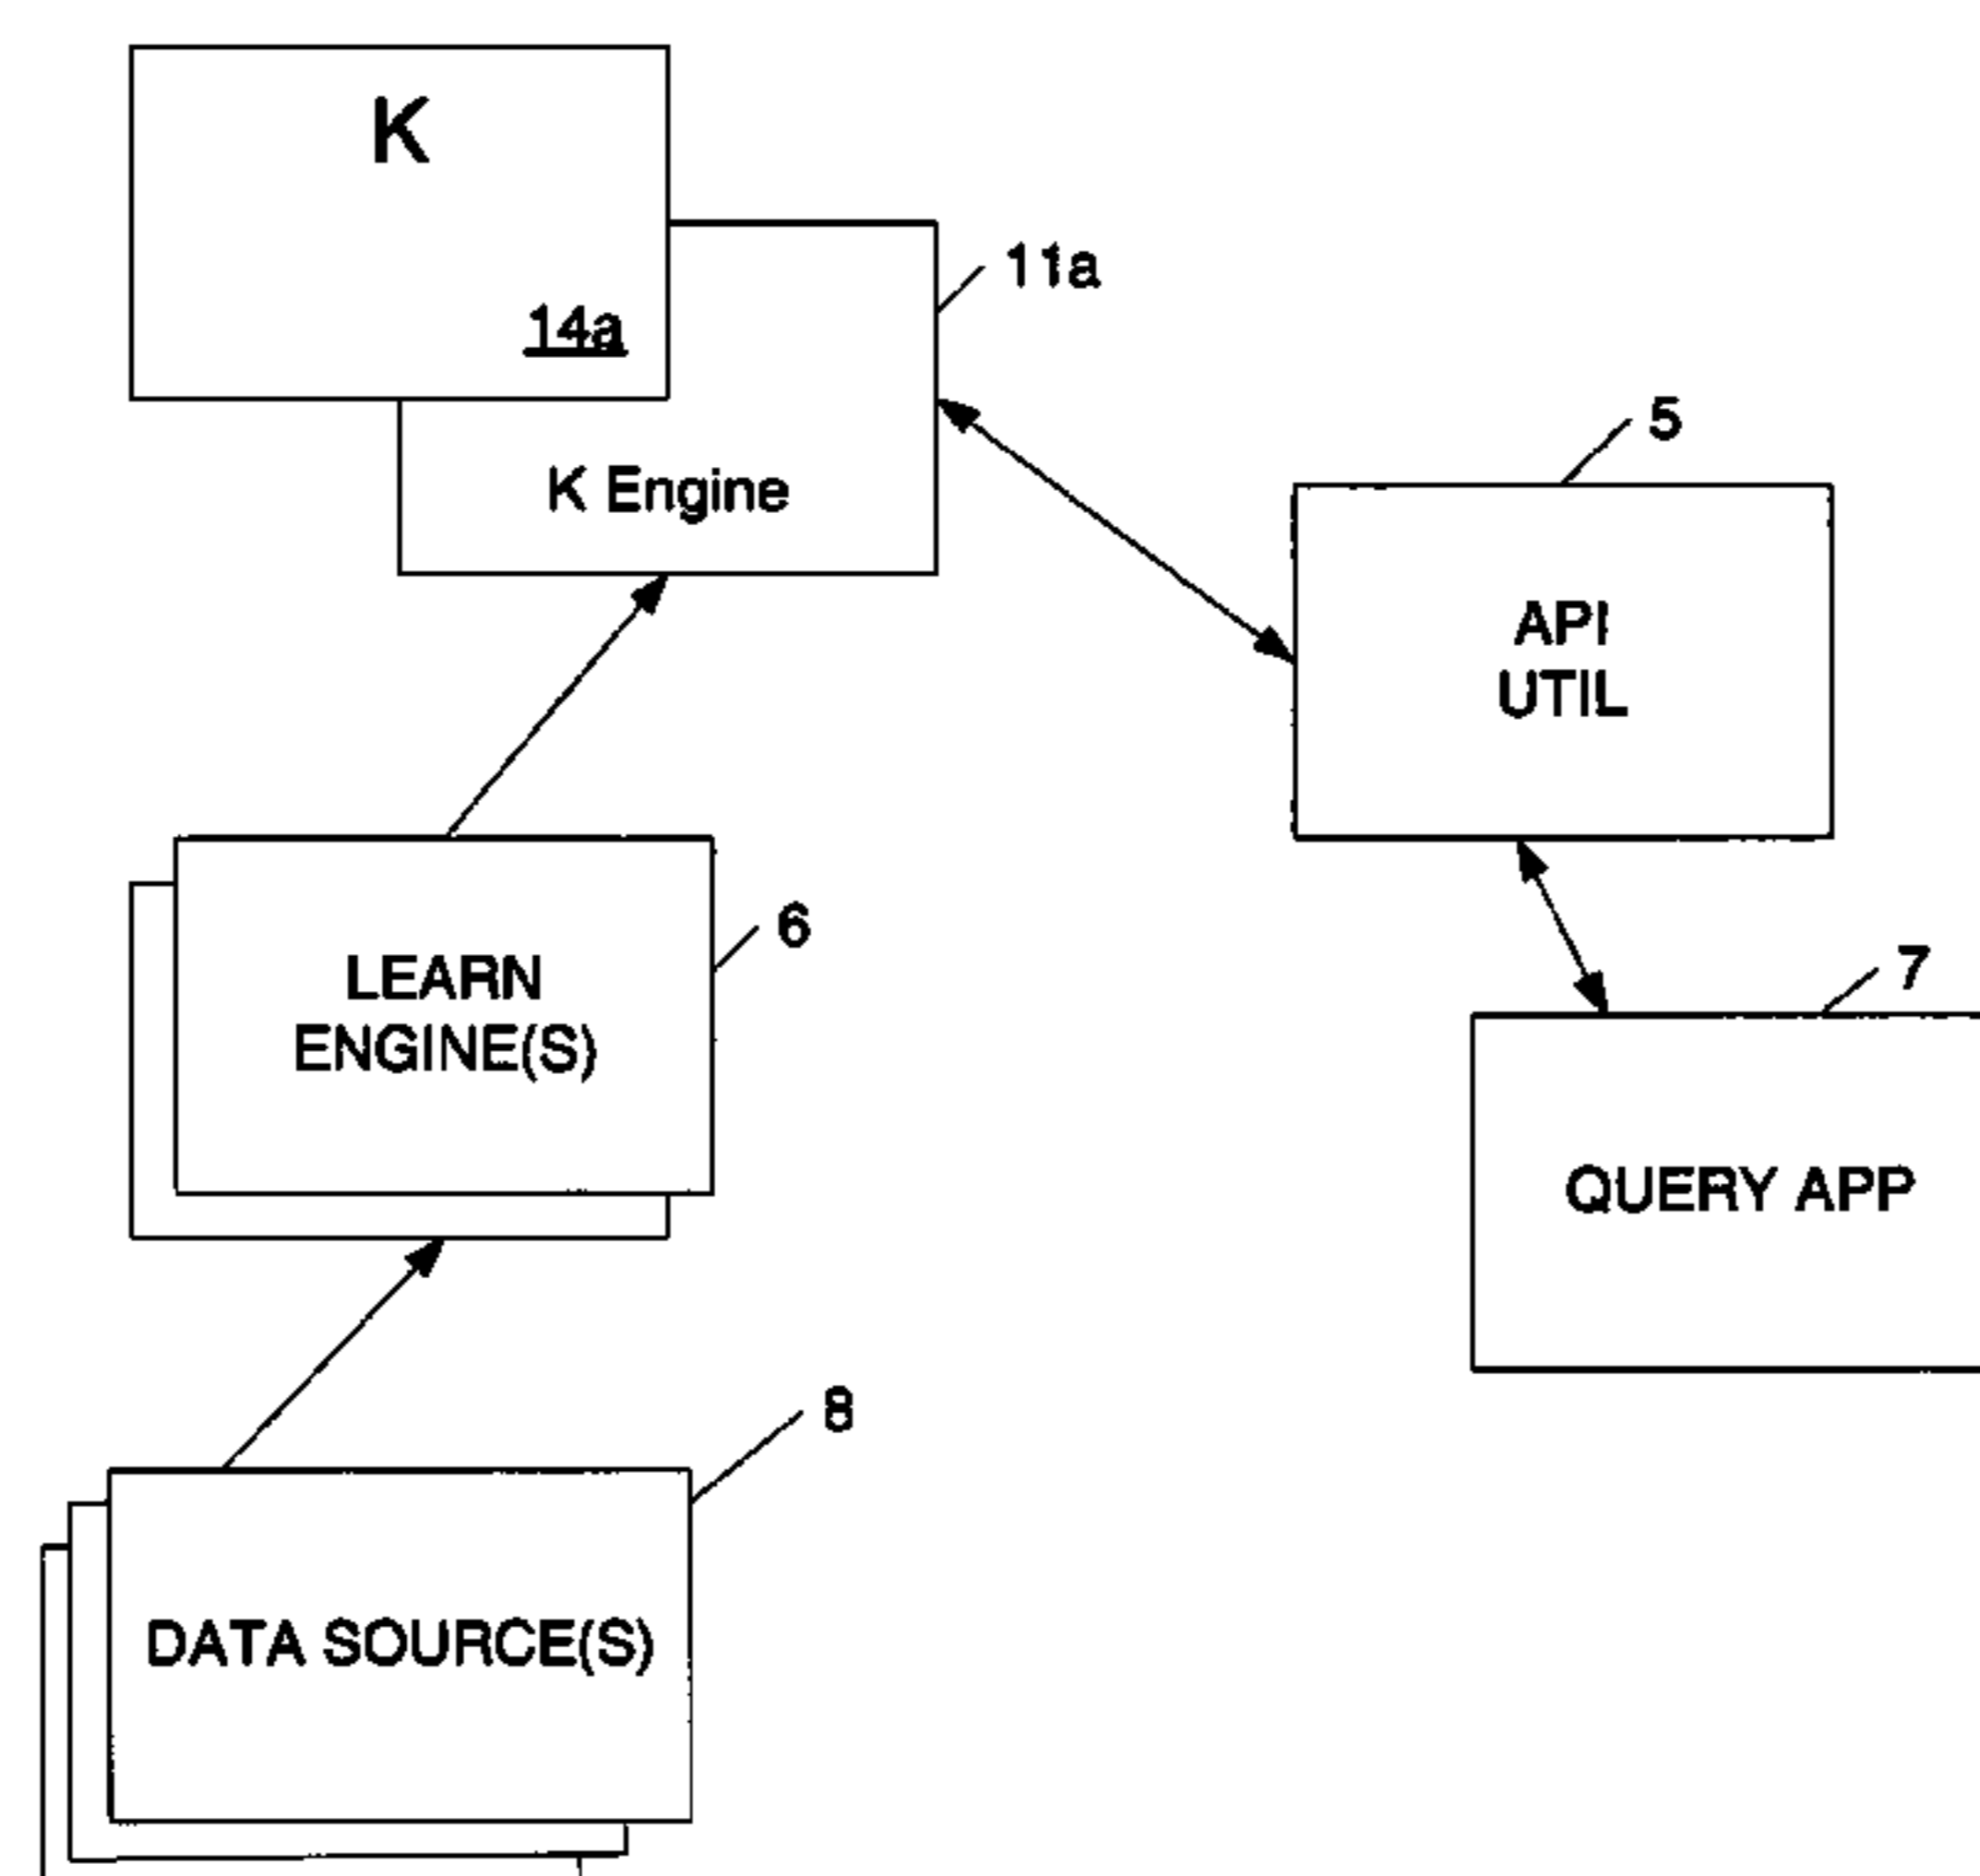 K
14a
11a
K Engine
5
API
UTIL
6
LEARN
ENGINE(S)
7
QUERY APP
8
DATA SOURCE(S)